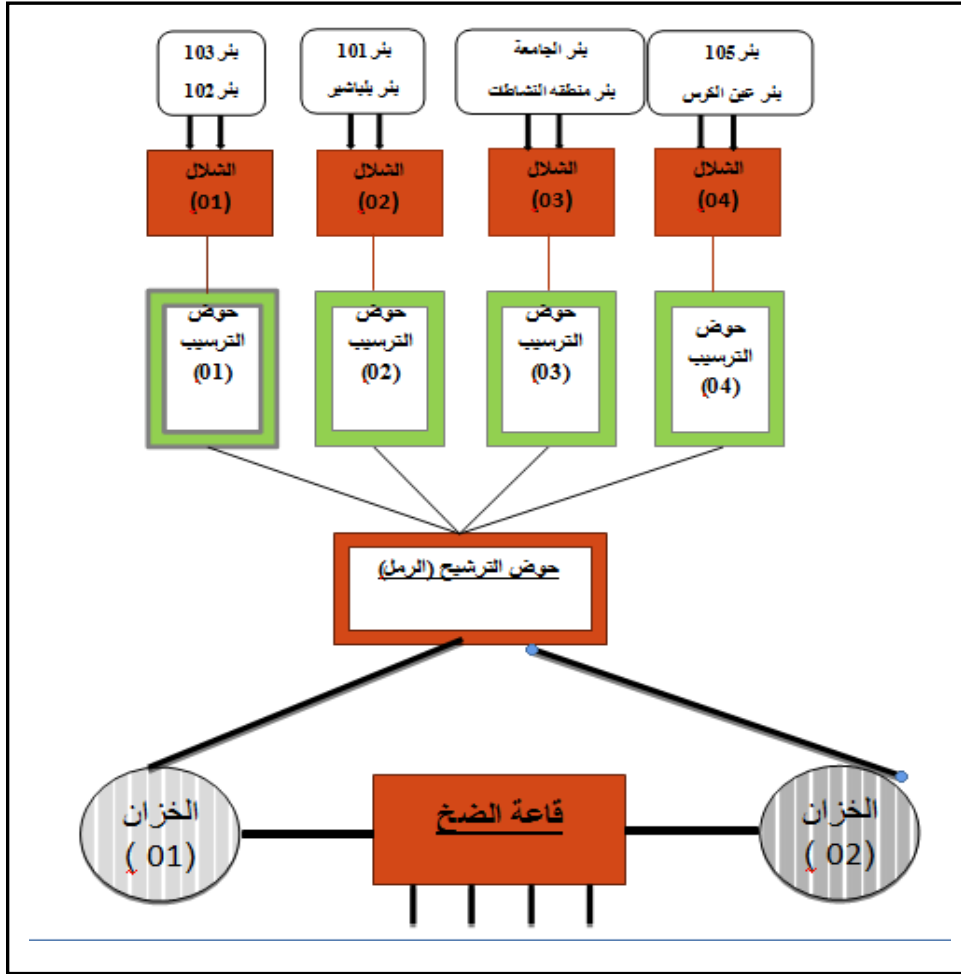 بئر 103
بئر 102
بئر 101
بئر بلباشير
بئر الجامعة
بئر منطقه النشاطات
بئر 105
بئر عين الكرس
الشلال
(01)
الشلال
(02)
الشلال
(03)
الشلال
(04)
حوض
الترسيب
(01)
حوض
الترسيب
(02)
حوض
الترسيب
(03)
حوض
الترسيب
(04)
حوض الترشيح (الرمل)
الخزان
(01 )
قاعة الضخ
الخزان
(02 )